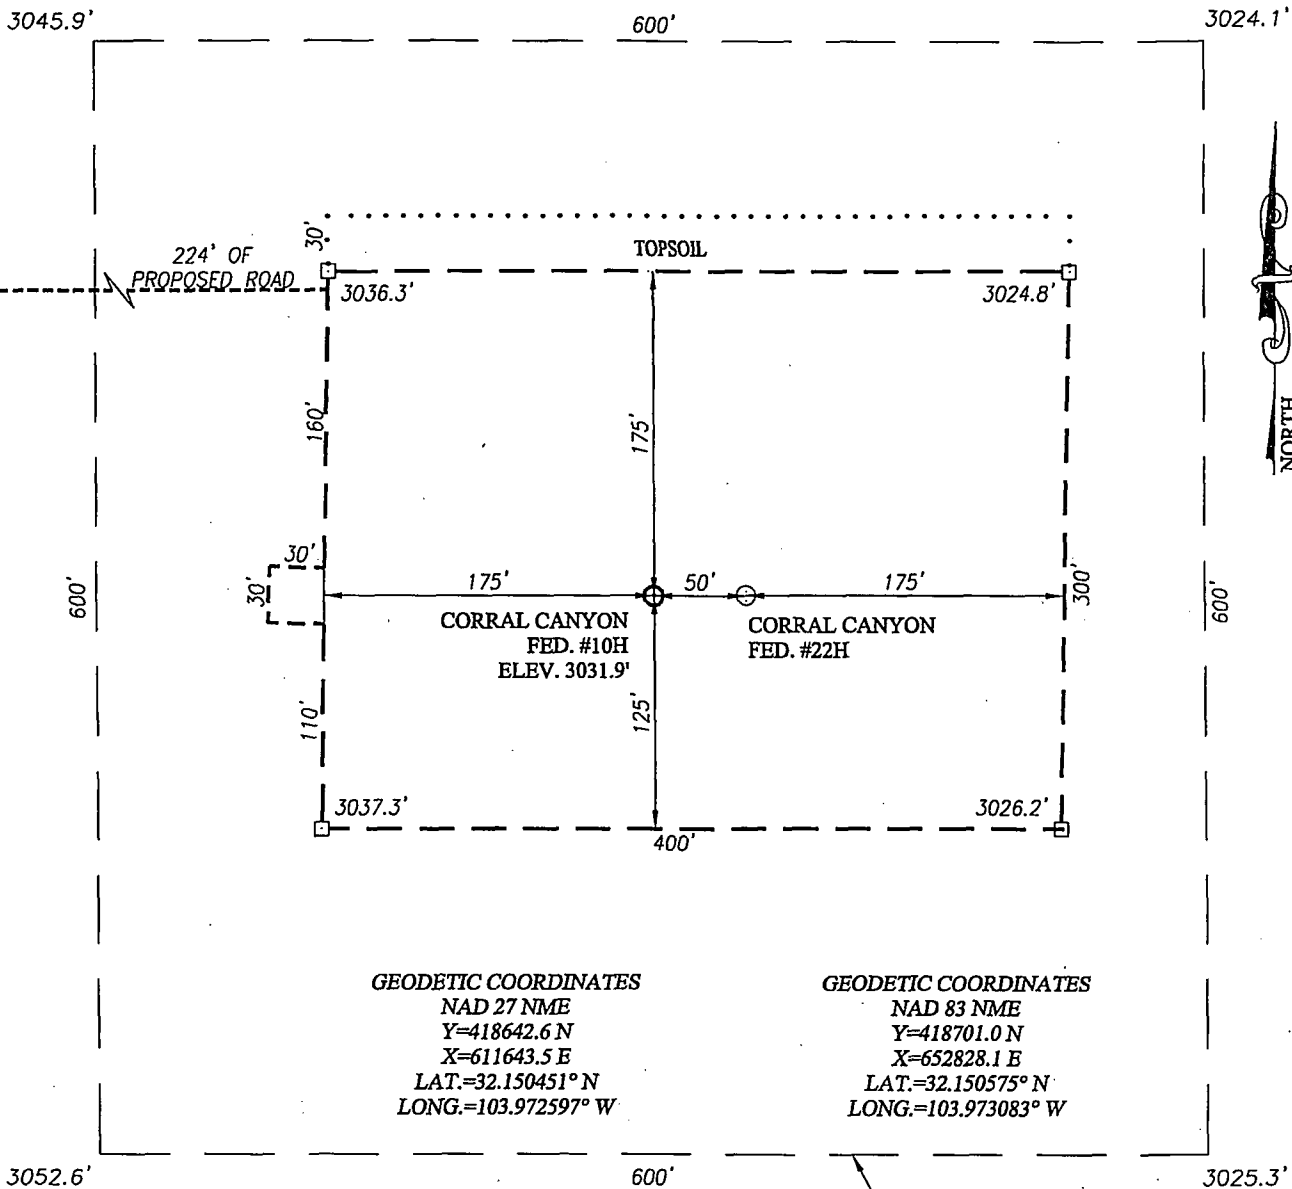 3045.9'
600'
3024.1'
30'
TOPSOIL
224' OF
PROPOSED ROAD
3036.3'
3024.8'
NORTH
160'
175'
30'
30'
175'
50'
175'
300'
600'
600'
CORRAL CANYON
FED. #10H
ELEV. 3031.9'
CORRAL CANYON
FED. #22H
110'
125'
3037.3'
3026.2'
400'
GEODETIC COORDINATES
NAD 27 NME
Y=418642.6 N
X=611643.5 E
LAT.=32.150451° N
LONG.=103.972597° W
GEODETIC COORDINATES
NAD 83 NME
Y=418701.0 N
X=652828.1 E
LAT.=32.150575° N
LONG.=103.973083° W
3052.6'
600'
3025.3'